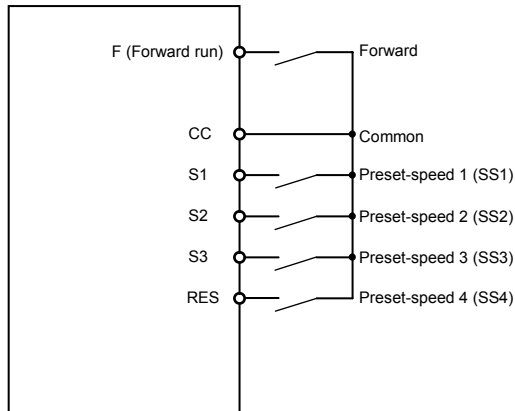 F (Forward run) Forward
CC Common
S1 Preset-speed 1 (SS1)
S2 Preset-speed 2 (SS2)
S3 Preset-speed 3 (SS3)
RES Preset-speed 4 (SS4)